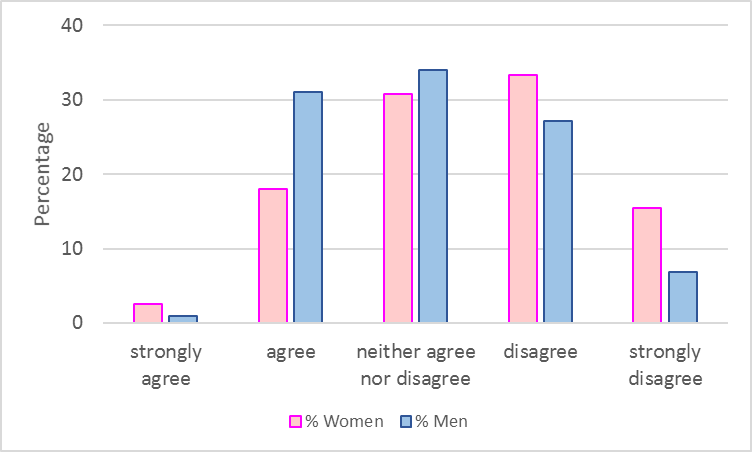 40
30
20
10
0
Percentage
strongly
agree
agree
neither agree
nor disagree
disagree
strongly
disagree
% Women
% Men